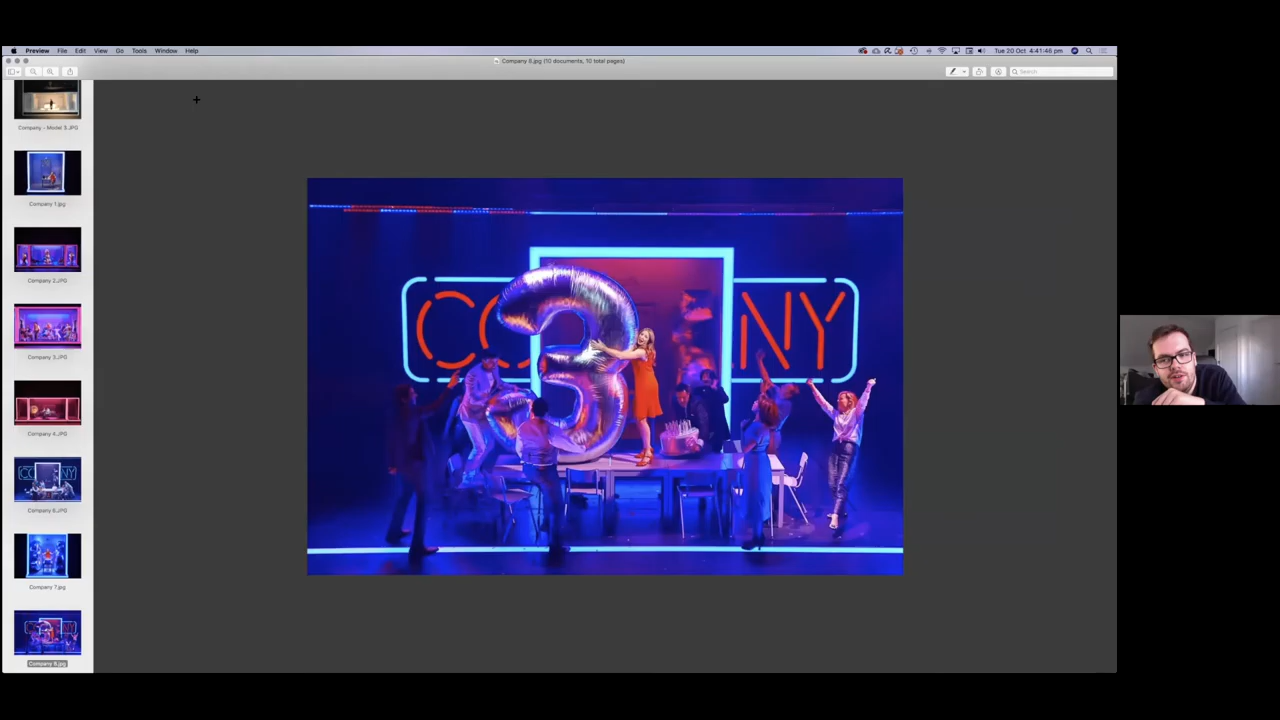 Preview File Edit View Go Tools Window Help
Tue 20 Oct 4:41:46 pm
Company 8.jpg (10 documents, 10 total pages)
Search
Company - Model 3.JPG
Company 1.jpg
Company 2.JPG
Company 3.JPG
Company 4.JPG
Company 6.JPG
Company 7.jpg
Company 8.jpg
CO NY
3